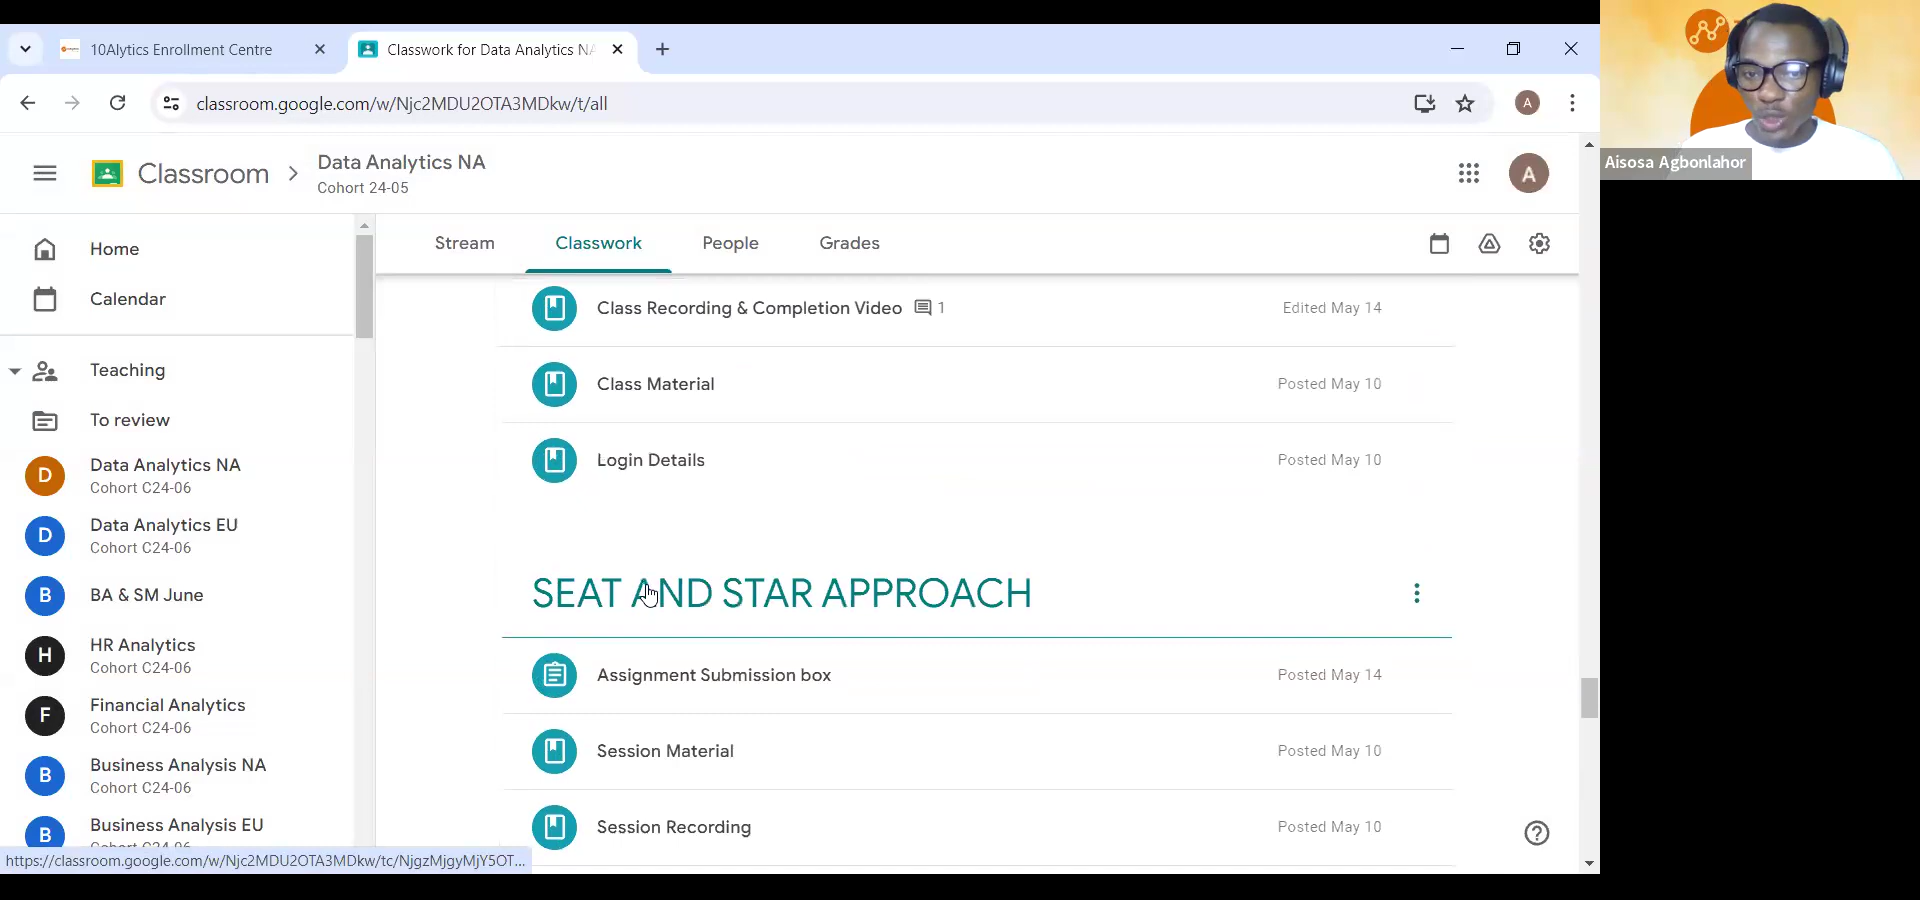 10Alytics Enrollment Centre
Classwork for Data Analytics NA
classroom.google.com/w/Njc2MDU2OTA3MDkw/t/all
A
Aisosa Agbonlahor
Classroom
Data Analytics NA
Cohort 24-05
A
Home
Calendar
Teaching
To review
D
Data Analytics NA
Cohort C24-06
D
Data Analytics EU
Cohort C24-06
B
BA & SM June
H
HR Analytics
Cohort C24-06
F
Financial Analytics
Cohort C24-06
B
Business Analysis NA
Cohort C24-06
B
Business Analysis EU
Stream
Classwork
People
Grades
Class Recording & Completion Video 1
Edited May 14
Class Material
Posted May 10
Login Details
Posted May 10
SEAT AND STAR APPROACH
Assignment Submission box
Posted May 14
Session Material
Posted May 10
Session Recording
Posted May 10
https://classroom.google.com/w/Njc2MDU2OTA3MDkw/tc/NjgzMjgyMjY5OT...